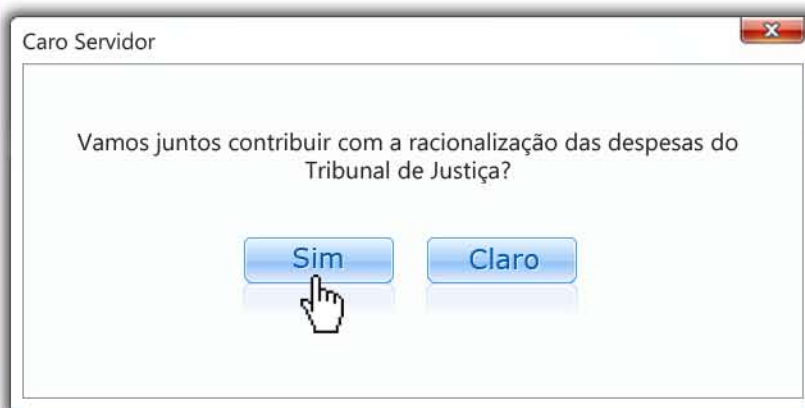 Caro Servidor
Vamos juntos contribuir com a racionalização das despesas do
Tribunal de Justiça?
Sim
Claro